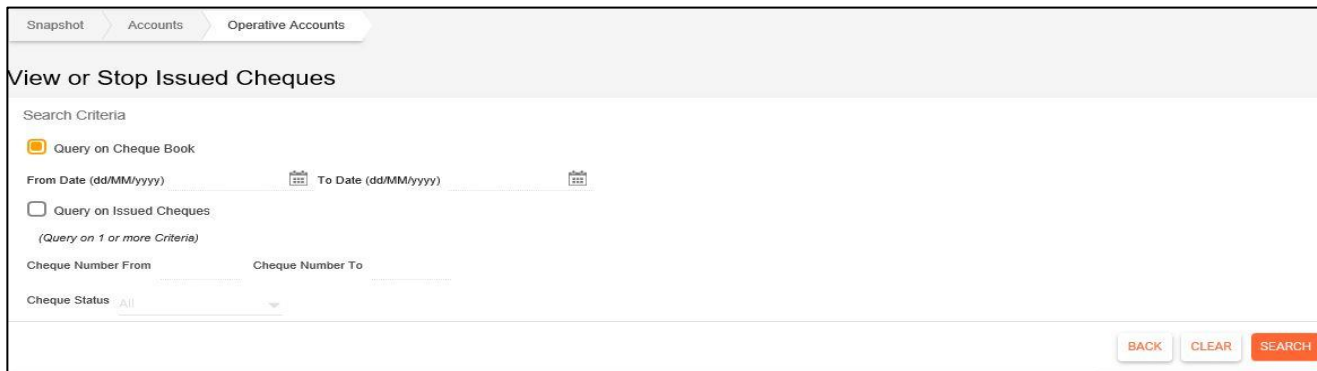 Snapshot Accounts Operative Accounts
View or Stop Issued Cheques
Search Criteria
Query on Cheque Book
From Date (dd/MM/yyyy) To Date (dd/MM/yyyy)
Query on Issued Cheques
(Query on 1 or more Criteria)
Cheque Number From Cheque Number To
Cheque Status All
BACK CLEAR SEARCH